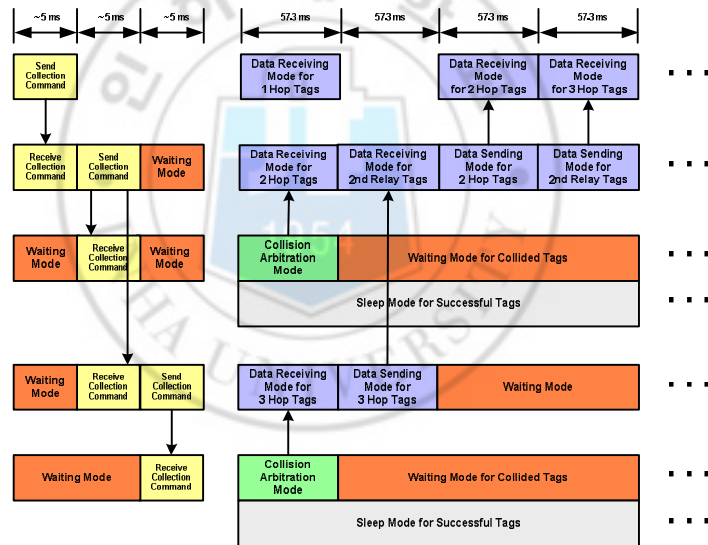 ~5 ms ~5 ms ~5 ms 57.3 ms 57.3 ms 57.3 ms 57.3 ms
Send
Collection
Command
Data Receiving
Mode for
1 Hop Tags
Data Receiving
Mode
for 2 Hop Tags
Data Receiving
Mode
for 3 Hop Tags
Receive
Collection
Command
Send
Collection
Command
Waiting
Mode
Data Receiving
Mode for
2 Hop Tags
Data Receiving
Mode for
2nd Relay Tags
Data Sending
Mode for
2 Hop Tags
Data Sending
Mode for
2nd Relay Tags
Waiting
Mode
Receive
Collection
Command
Waiting
Mode
Collision
Arbitration
Mode
Waiting Mode for Collided Tags
Sleep Mode for Successful Tags
Waiting
Mode
Receive
Collection
Command
Send
Collection
Command
Data Receiving
Mode for
3 Hop Tags
Data Sending
Mode for
3 Hop Tags
Waiting Mode
Waiting Mode
Receive
Collection
Command
Collision
Arbitration
Mode
Waiting Mode for Collided Tags
Sleep Mode for Successful Tags
1954
INHA UNIVERSITY